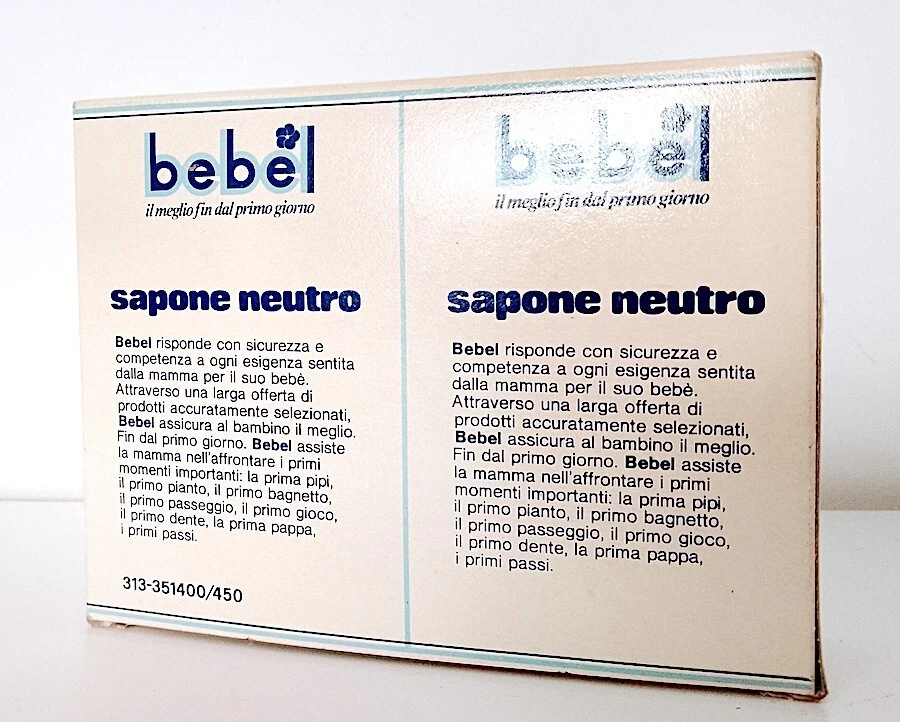 bebel
il meglio fin dal primo giorno
sapone neutro
Bebel risponde con sicurezza e
competenza a ogni esigenza sentita
dalla mamma per il suo bebè.
Attraverso una larga offerta di
prodotti accuratamente selezionati,
Bebel assicura al bambino il meglio.
Fin dal primo giorno. Bebel assiste
la mamma nell'affrontare i primi
momenti importanti: la prima pipi,
il primo pianto, il primo bagnetto,
il primo passeggio, il primo gioco,
il primo dente, la prima pappa,
i primi passi.
313-351400/450
bebel
il meglio fin dal primo giorno
sapone neutro
Bebel risponde con sicurezza e
competenza a ogni esigenza sentita
dalla mamma per il suo bebè.
Attraverso una larga offerta di
prodotti accuratamente selezionati,
Bebel assicura al bambino il meglio.
Fin dal primo giorno. Bebel assiste
la mamma nell'affrontare i primi
momenti importanti: la prima pipi,
il primo pianto, il primo bagnetto,
il primo passeggio, il primo gioco,
il primo dente, la prima pappa,
i primi passi.